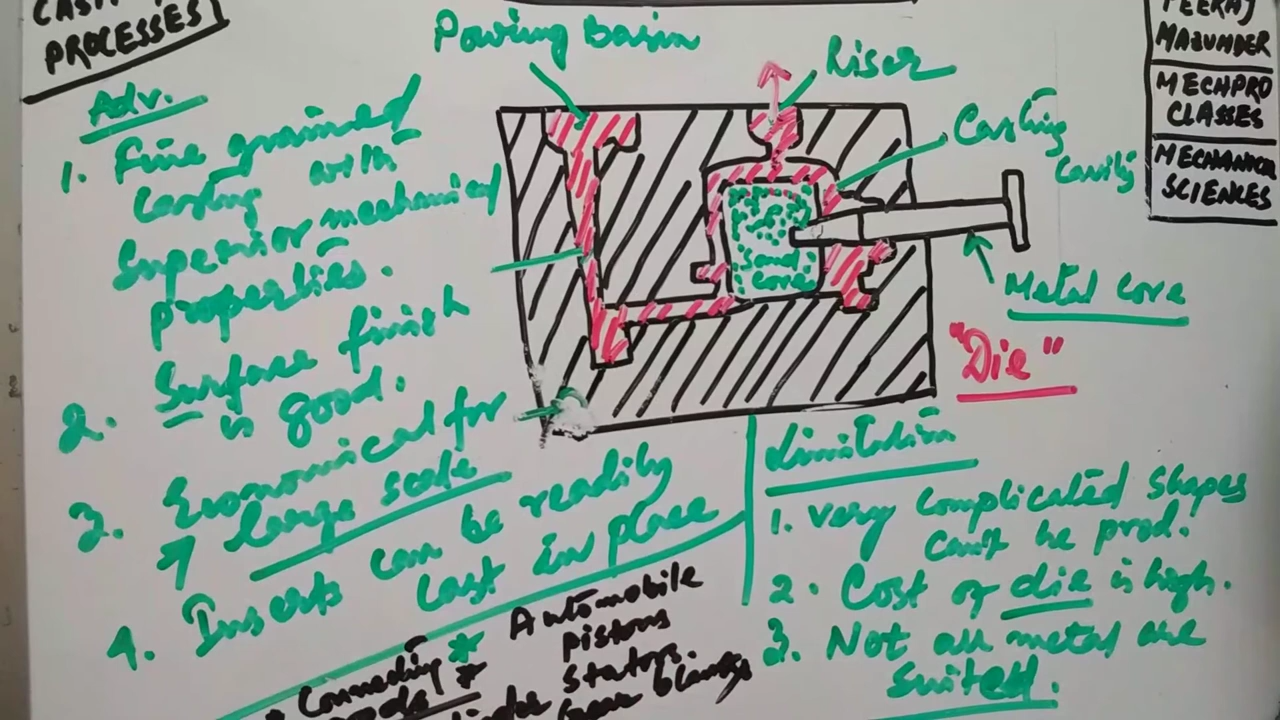 PROCESSES
Adv.
1. Fine grained
casting with
superior mechanical
properties.
2. Surface finish
is good.
3. Economical for
large scale
4. Inserts can be readily
cast in place
Pouring basin
Riser
Casting
cavity
Sand
core
Metal core
"Die"
Limitation
1. Very complicated shapes
can't be prod.
2. Cost of die is high.
3. Not all metal are
suited.
* Automobile
pistons
* stators.
Gear blanks
* Connecting
rods
MAZUMDER
MECHPRO
CLASSES
MECHANICAL
SCIENCES